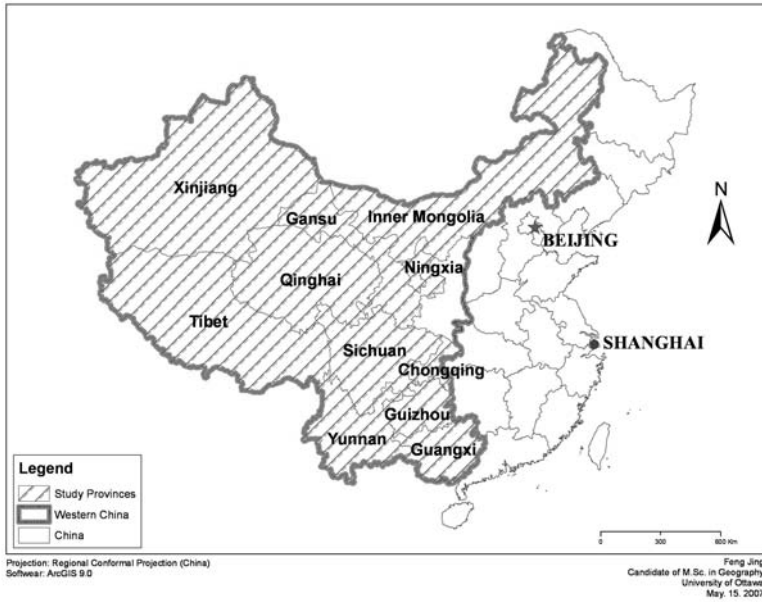 N
Xinjiang
Gansu
Inner Mongolia
BEIJING
Ningxia
Qinghai
Tibet
SHANGHAI
Sichuan
Chongqing
Guizhou
Yunnan
Guangxi
Legend
Study Provinces
Western China
China
0 300 600 Km
Projection: Regional Conformal Projection (China)
Softwear: ArcGIS 9.0
Feng Jing
Candidate of M.Sc. in Geography
University of Ottawa
May. 15. 2007